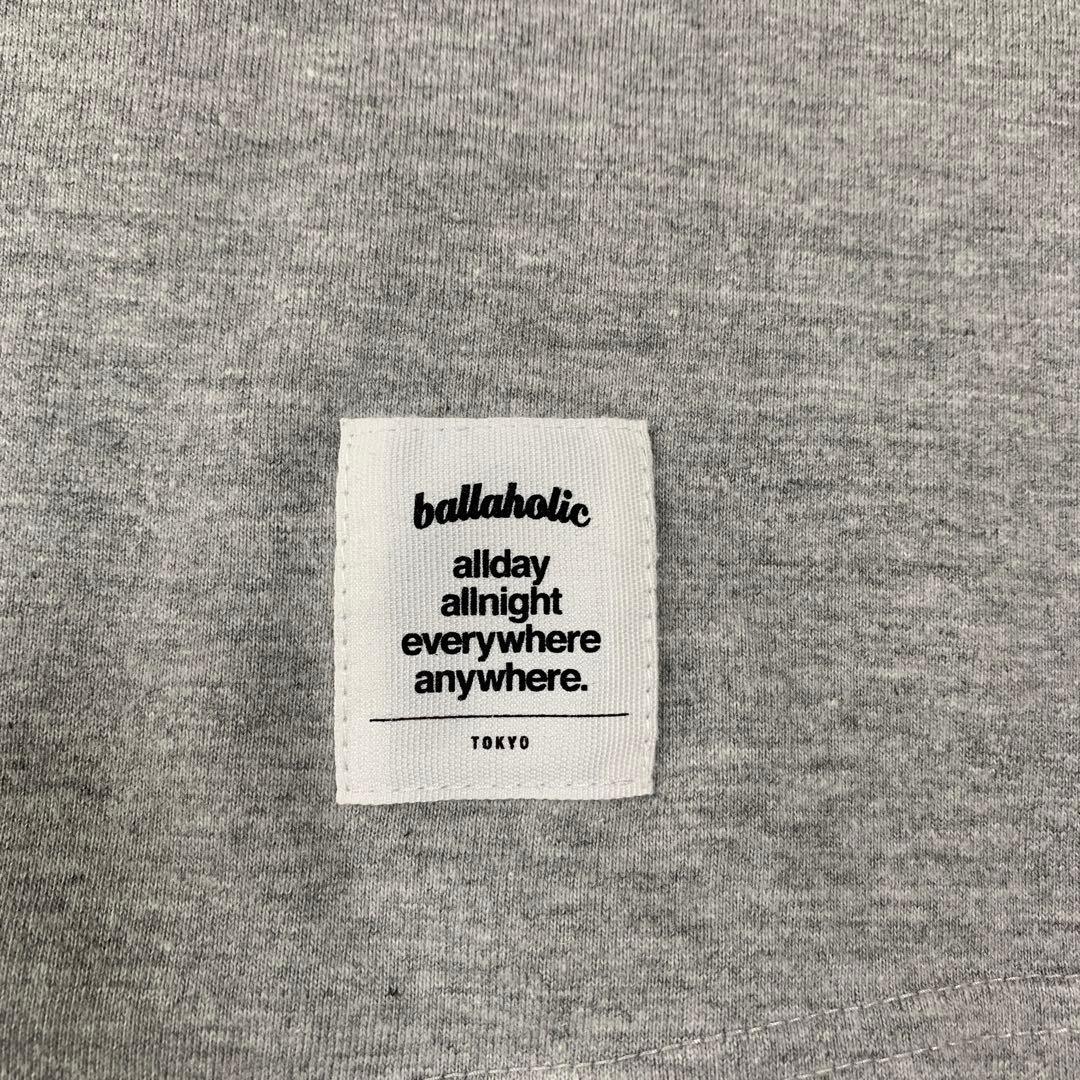 ballaholic
allday
allnight
everywhere
anywhere.
TOKYO